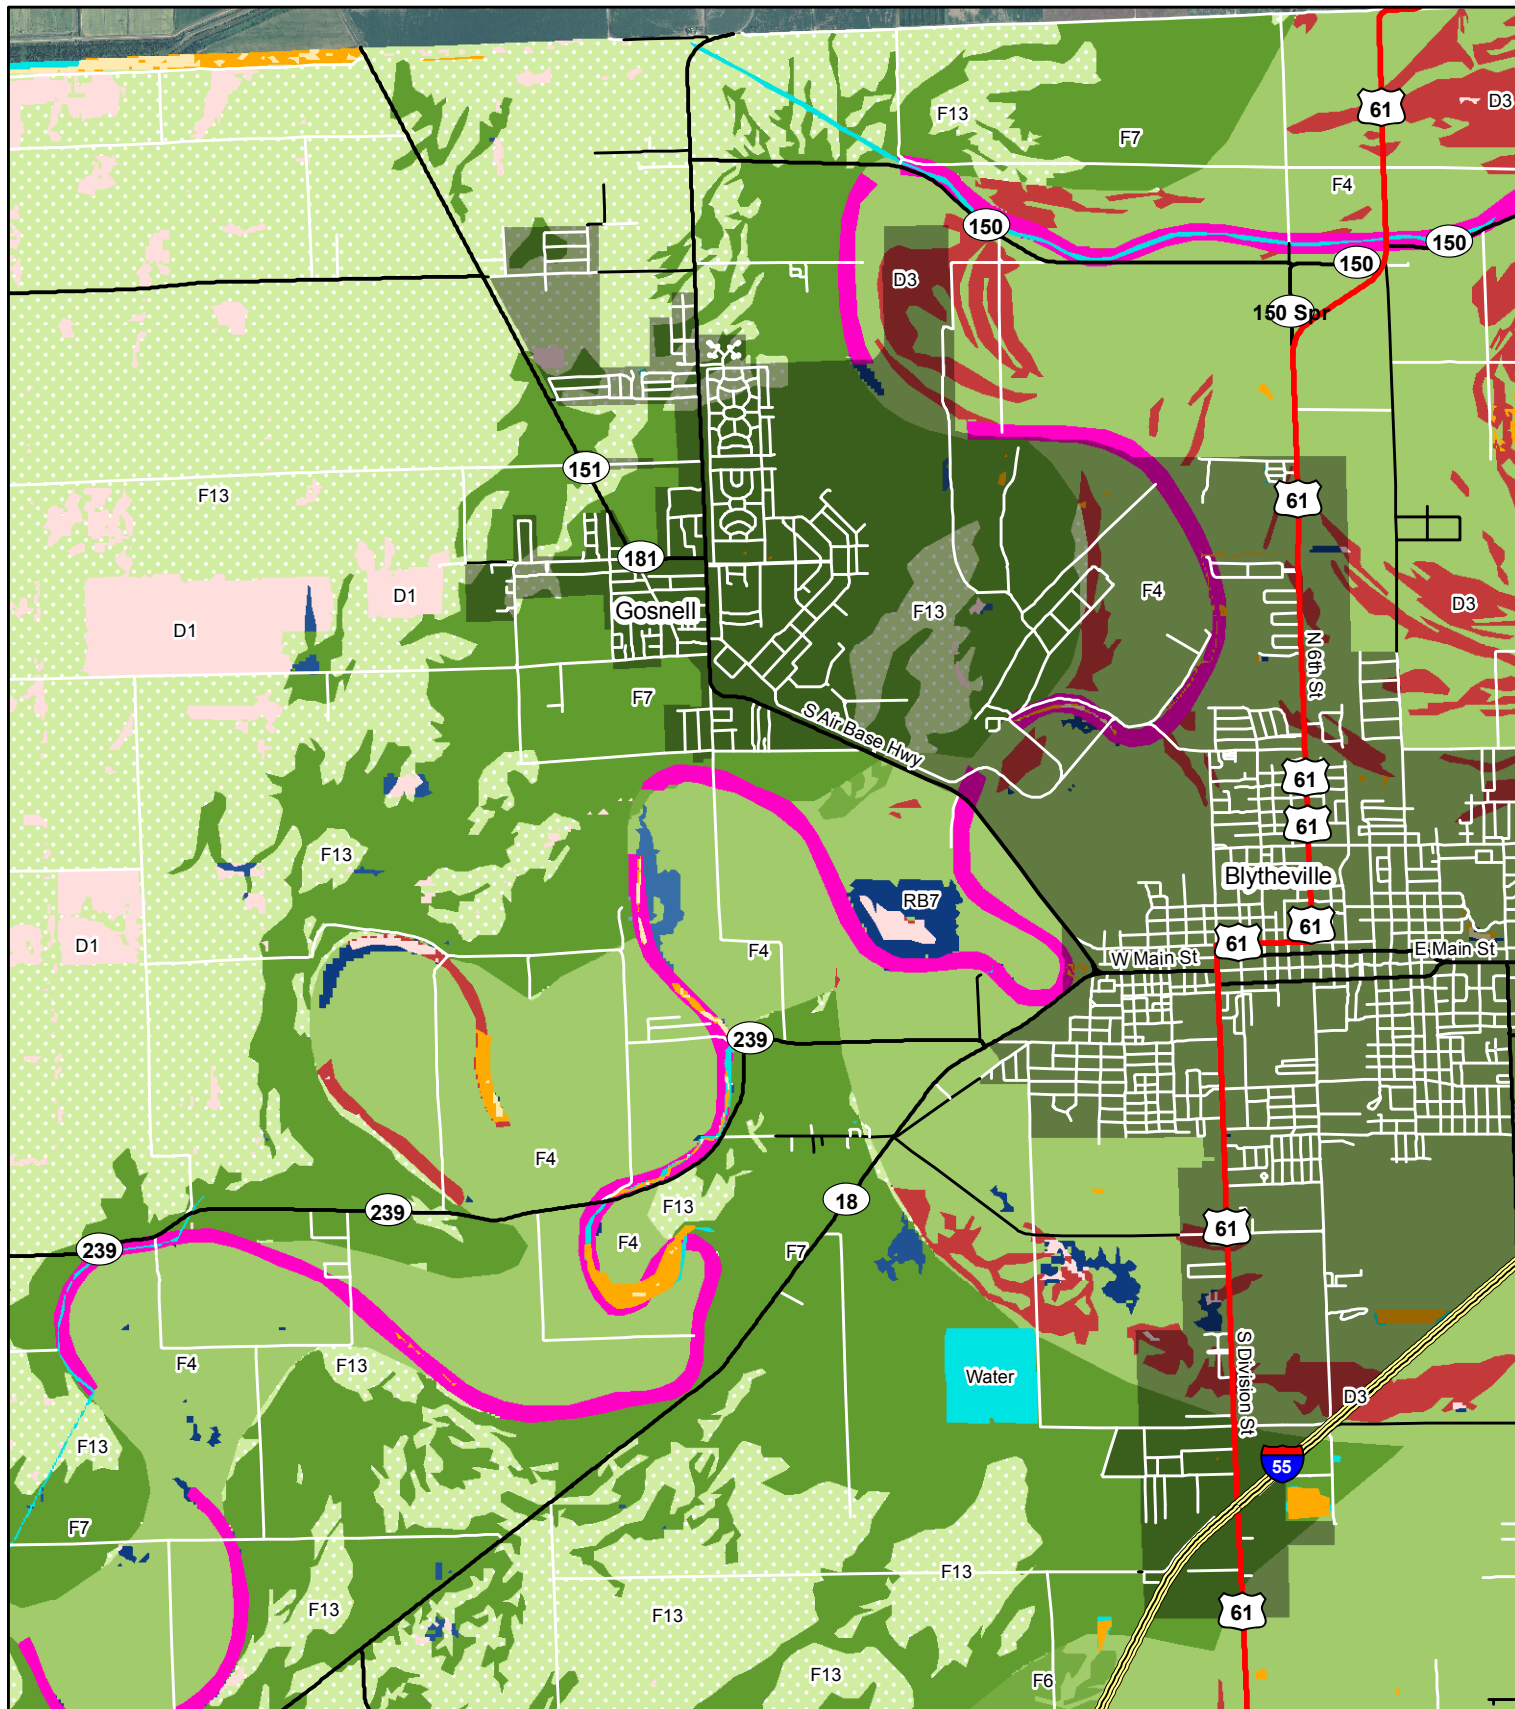 61
D3
F13
F7
F4
150
150
150
D3
150 Spr
151
F13
61
181
D1
D1
Gosnell
F13
F4
D3
N 6th St
F7
S Air Base Hwy
61
61
F13
Blytheville
RB7
61
D1
F4
61
W Main St
E Main St
239
F4
18
F13
239
61
239
F4
F7
F4
F13
Water
S Division St
D3
F13
55
F7
F13
F13
F13
61
F13
F6